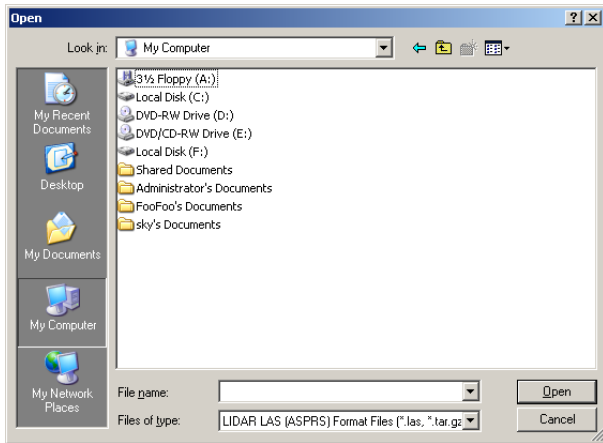 Open
Look in:
My Computer
3½ Floppy (A:)
Local Disk (C:)
DVD-RW Drive (D:)
DVD/CD-RW Drive (E:)
Local Disk (F:)
Shared Documents
Administrator's Documents
FooFoo's Documents
sky's Documents
My Recent
Documents
Desktop
My Documents
My Computer
My Network
Places
File name:
Open
Files of type:
LIDAR LAS (ASPRS) Format Files (*.las, *.tar.gz
Cancel